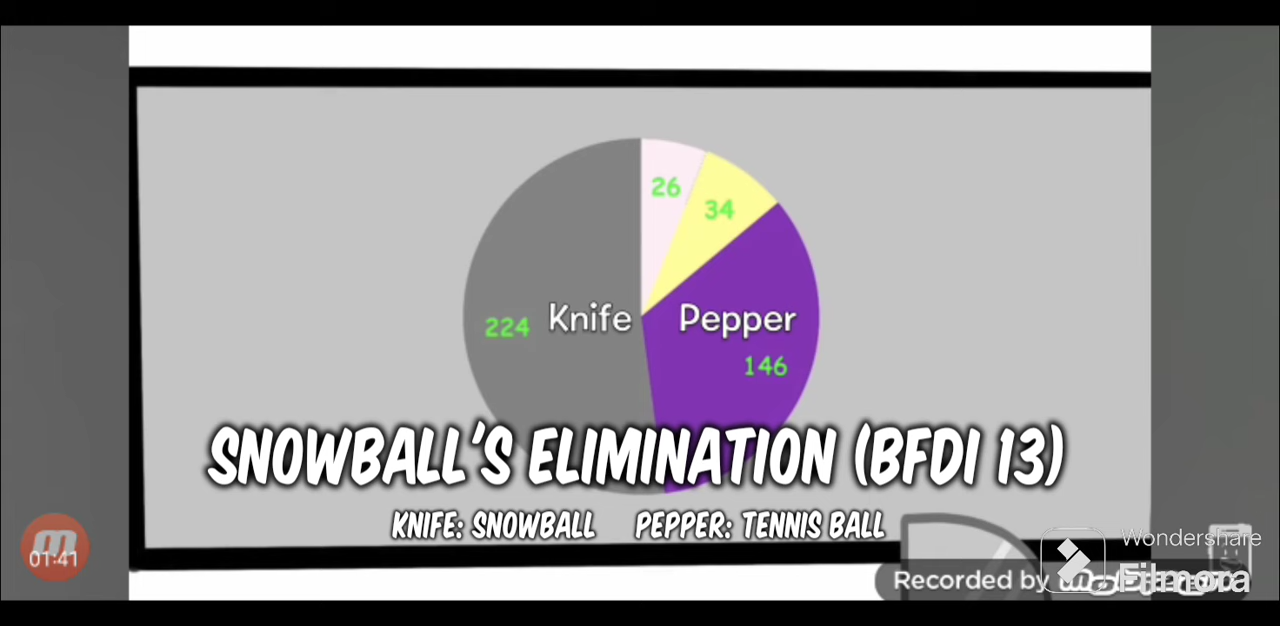 26
34
224 Knife Pepper
146
SNOWBALL'S ELIMINATION (BFDI 13)
KNIFE: SNOWBALL PEPPER: TENNIS BALL
01:41
Wondershare
Filmora
Recorded by